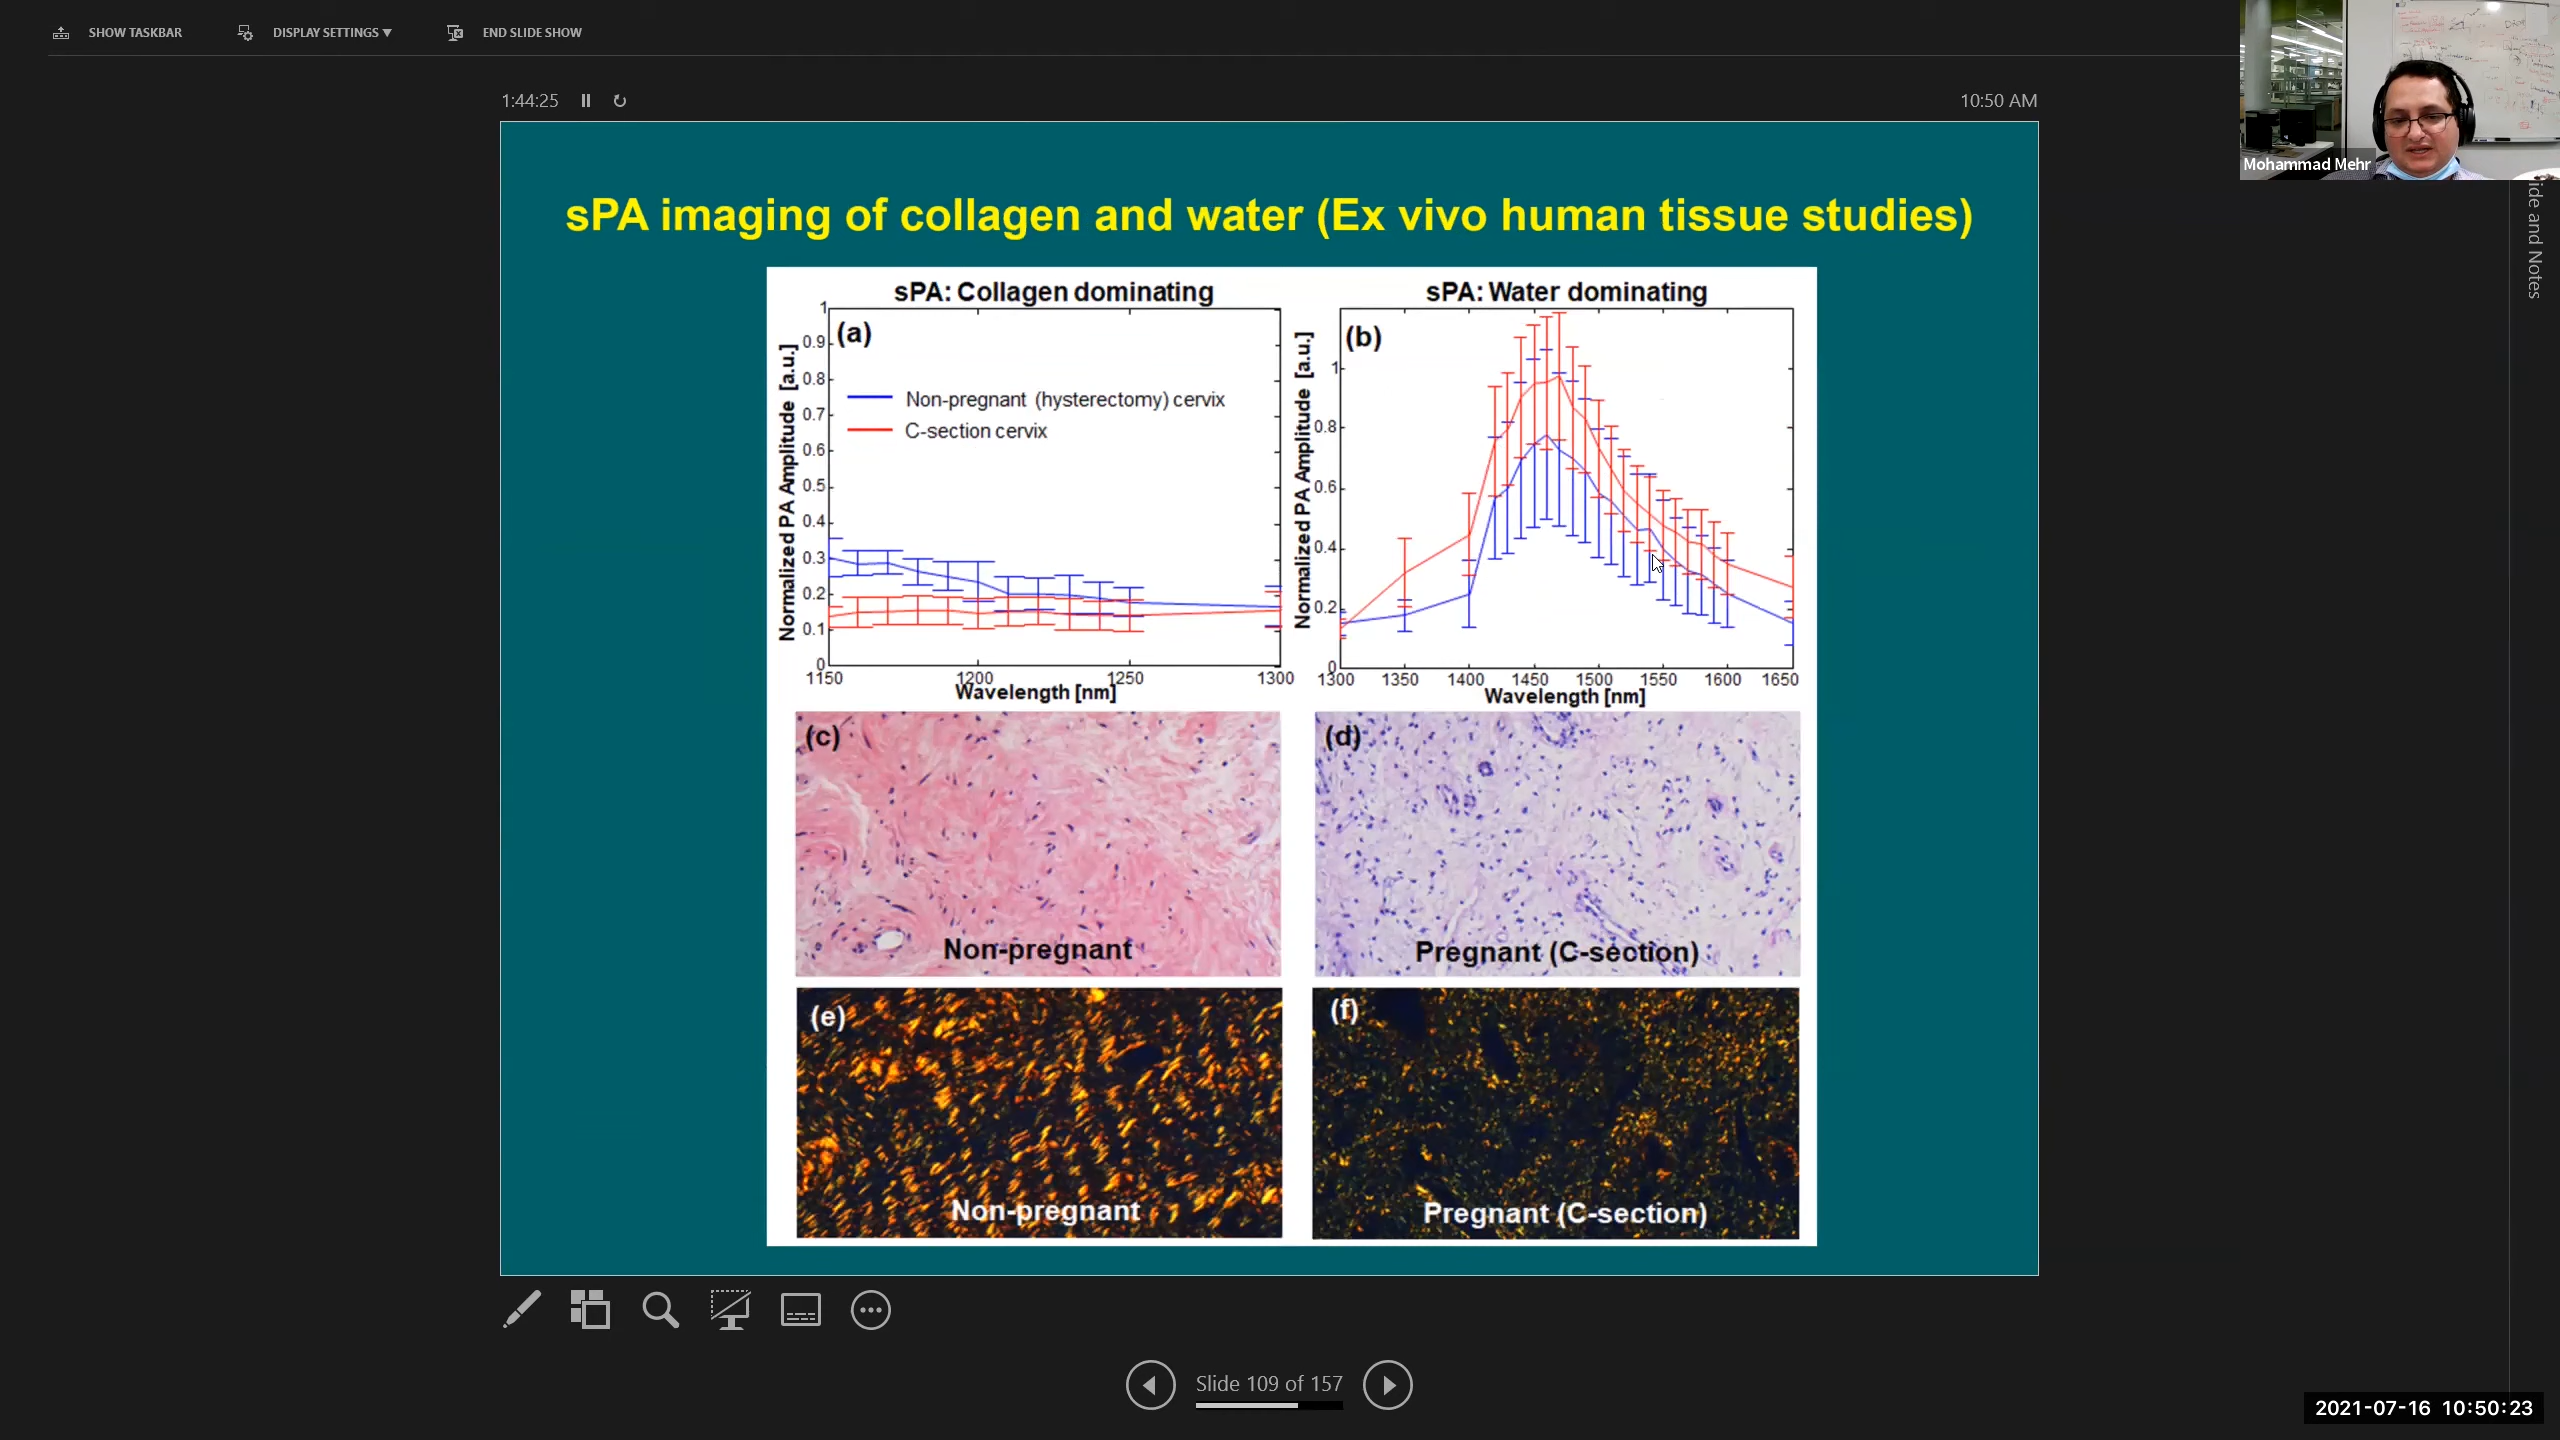 SHOW TASKBAR
DISPLAY SETTINGS ▼
END SLIDE SHOW
1:44:25
10:50 AM
Mohammad Mehr
ide and Notes
sPA imaging of collagen and water (Ex vivo human tissue studies)
sPA: Collagen dominating
(a)
Normalized PA Amplitude [a.u.]
1
0.9
0.8
0.7
0.6
0.5
0.4
0.3
0.2
0.1
0
Non-pregnant (hysterectomy) cervix
C-section cervix
1150 1200 1250 1300
Wavelength [nm]
sPA: Water dominating
(b)
Normalized PA Amplitude [a.u.]
1
0.8
0.6
0.4
0.2
0
1300 1350 1400 1450 1500 1550 1600 1650
Wavelength [nm]
(c)
Non-pregnant
(d)
Pregnant (C-section)
(e)
Non-pregnant
(f)
Pregnant (C-section)
Slide 109 of 157
2021-07-16 10:50:23